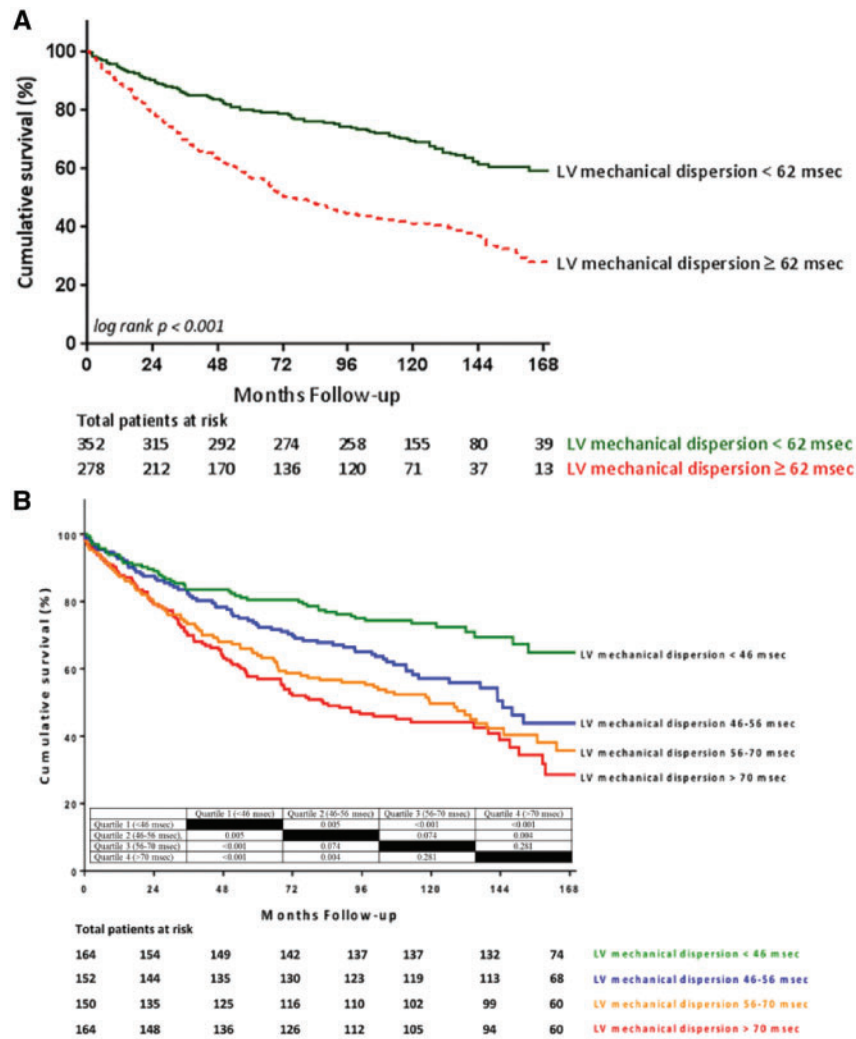 A
Cumulative survival (%)
100
80
60
40
20
0
LV mechanical dispersion < 62 msec
LV mechanical dispersion ≥ 62 msec
log rank p < 0.001
0 24 48 72 96 120 144 168
Months Follow-up
Total patients at risk
352 315 292 274 258 155 80 39 LV mechanical dispersion < 62 msec
278 212 170 136 120 71 37 13 LV mechanical dispersion ≥ 62 msec
B
Cumulative survival (%)
100
80
60
40
20
0
LV mechanical dispersion < 46 msec
LV mechanical dispersion 46-56 msec
LV mechanical dispersion 56-70 msec
LV mechanical dispersion > 70 msec
Quartile 1 (<46 msec) Quartile 2 (46-56 msec) Quartile 3 (56-70 msec) Quartile 4 (>70 msec)
Quartile 1 (<46 msec) 0.005 <0.001 <0.001
Quartile 2 (46-56 msec), 0.005 0.074 0.004
Quartile 3 (56-70 msec) <0.001 0.074 0.281
Quartile 4 (>70 msec) <0.001 0.004 0.281
0 24 48 72 96 120 144 168
Months Follow-up
Total patients at risk
164 154 149 142 137 137 132 74 LV mechanical dispersion < 46 msec
152 144 135 130 123 119 113 68 LV mechanical dispersion 46-56 msec
150 135 125 116 110 102 99 60 LV mechanical dispersion 56-70 msec
164 148 136 126 112 105 94 60 LV mechanical dispersion > 70 msec